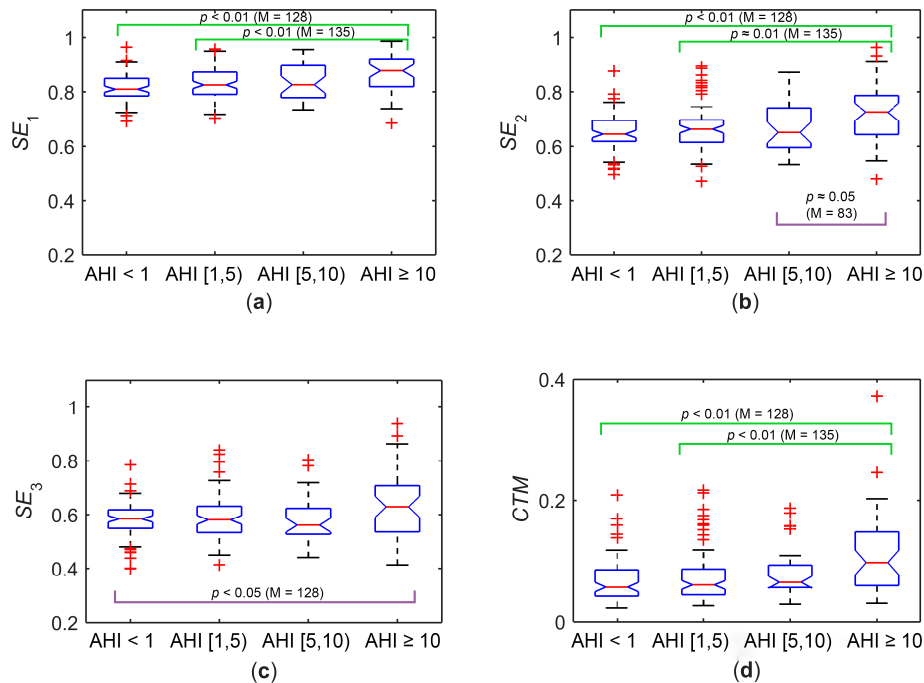 p < 0.01 (M = 128)
p < 0.01 (M = 135)
1
0.8
0.6
0.4
0.2
SE1
AHI < 1 AHI [1,5) AHI [5,10) AHI ≥ 10
(a)
p < 0.01 (M = 128)
p ≈ 0.01 (M = 135)
1
0.8
0.6
0.4
0.2
SE2
p ≈ 0.05
(M = 83)
AHI < 1 AHI [1,5) AHI [5,10) AHI ≥ 10
(b)
1
0.8
0.6
0.4
0.2
SE3
p < 0.05 (M = 128)
AHI < 1 AHI [1,5) AHI [5,10) AHI ≥ 10
(c)
0.4
0.2
0
CTM
p < 0.01 (M = 128)
p < 0.01 (M = 135)
AHI < 1 AHI [1,5) AHI [5,10) AHI ≥ 10
(d)